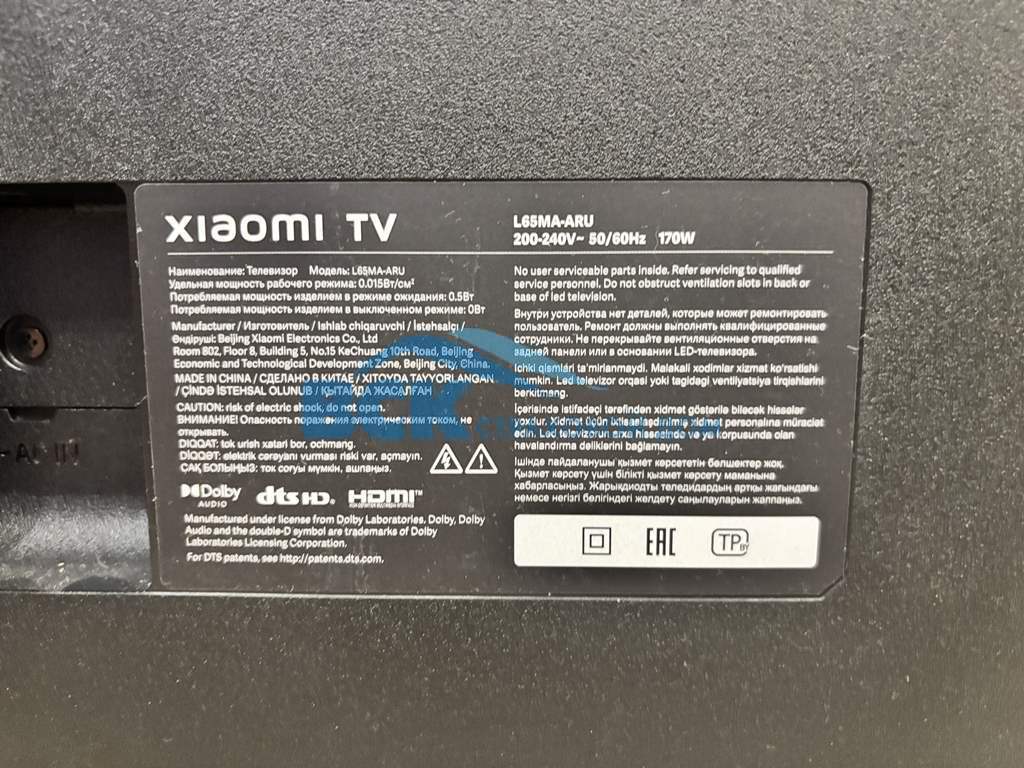 XIAOMI TV
L65MA-ARU
200-240V~ 50/60Hz 170W
Наименование: Телевизор Модель: L65MA-ARU
Удельная мощность рабочего режима: 0.015Вт/см²
Потребляемая мощность изделием в режиме ожидания: 0.5Вт
Потребляемая мощность изделием в выключенном режиме: 0Вт
Manufacturer / Изготовитель / Ishlab chiqaruvchi / İstehsalçı /
Өндіруші: Beijing Xiaomi Electronics Co., Ltd
Room 802, Floor 8, Building 5, No.15 KeChuang 10th Road, Beijing
Economic and Technological Development Zone, Beijing City, China.
MADE IN CHINA / СДЕЛАНО В КИТАЕ / XITOYDA TAYYORLANGAN
/ ÇİNDƏ İSTEHSAL OLUNUB / ҚЫТАЙДА ЖАСАЛҒАН
CAUTION: risk of electric shock, do not open.
ВНИМАНИЕ! Опасность поражения электрическим током, не
открывать.
DIQQAT: tok urish xatari bor, ochmang.
DİQQƏT: elektrik cərəyanı vurması riski var, açmayın.
САҚ БОЛЫҢЫЗ: ток соғуы мүмкін, ашпаңыз.
Dolby
AUDIO
dts HD.
HDMI™
Manufactured under license from Dolby Laboratories. Dolby, Dolby
Audio and the double-D symbol are trademarks of Dolby
Laboratories Licensing Corporation.
For DTS patents, see http://patents.dts.com.
No user serviceable parts inside. Refer servicing to qualified
service personnel. Do not obstruct ventilation slots in back or
base of led television.
Внутри устройства нет деталей, которые может ремонтировать
пользователь. Ремонт должны выполнять квалифицированные
сотрудники. Не перекрывайте вентиляционные отверстия на
задней панели или в основании LED-телевизора.
Ichki qismlari ta'mirlanmaydi. Malakali xodimlar xizmat ko'rsatishi
mumkin. Led televizor orqasi yoki tagidagi ventilyatsiya tirqishlarini
berkitmang.
İçərisində istifadəçi tərəfindən xidmət göstərilə biləcək hissələr
yoxdur. Xidmət üçün ixtisaslaşdırılmış xidmət personalına müraciət
edin. Led televizorun arxa hissəsində və ya korpusunda olan
havalandırma deliklərini bağlamayın.
Ішінде пайдаланушы қызмет көрсететін бөлшектер жоқ.
Қызмет көрсету үшін білікті қызмет көрсету маманына
хабарласыңыз. Жарықдиодты теледидардың артқы жағындағы
немесе негізгі бөлігіндегі желдету саңылауларын жаппаңыз.
EAC
TP BY